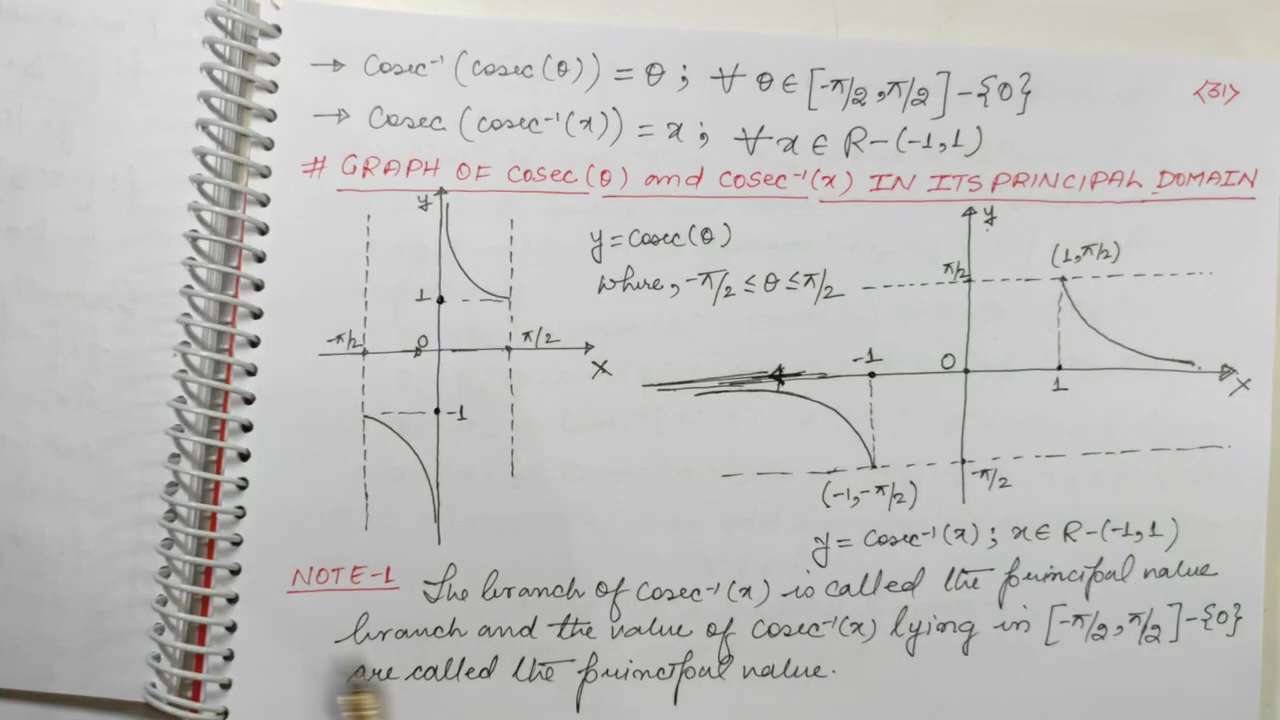 → Cosec⁻¹(cosec(θ)) = θ ; ∀ θ ∈ [-π/2, π/2] - {0}
<31>
→ Cosec(cosec⁻¹(x)) = x ; ∀ x ∈ R - (-1, 1)
# GRAPH OF COSEC(θ) and COSEC⁻¹(x) IN ITS PRINCIPAL DOMAIN
y
1
0
-π/2
π/2
X
-1
y = cosec(θ)
where, -π/2 ≤ θ ≤ π/2
y
π/2
(1, π/2)
-1
0
1
X
-π/2
(-1, -π/2)
y = cosec⁻¹(x) ; x ∈ R - (-1, 1)
NOTE-1 The branch of cosec⁻¹(x) is called the principal value
branch and the value of cosec⁻¹(x) lying in [-π/2, π/2] - {0}
are called the principal value.